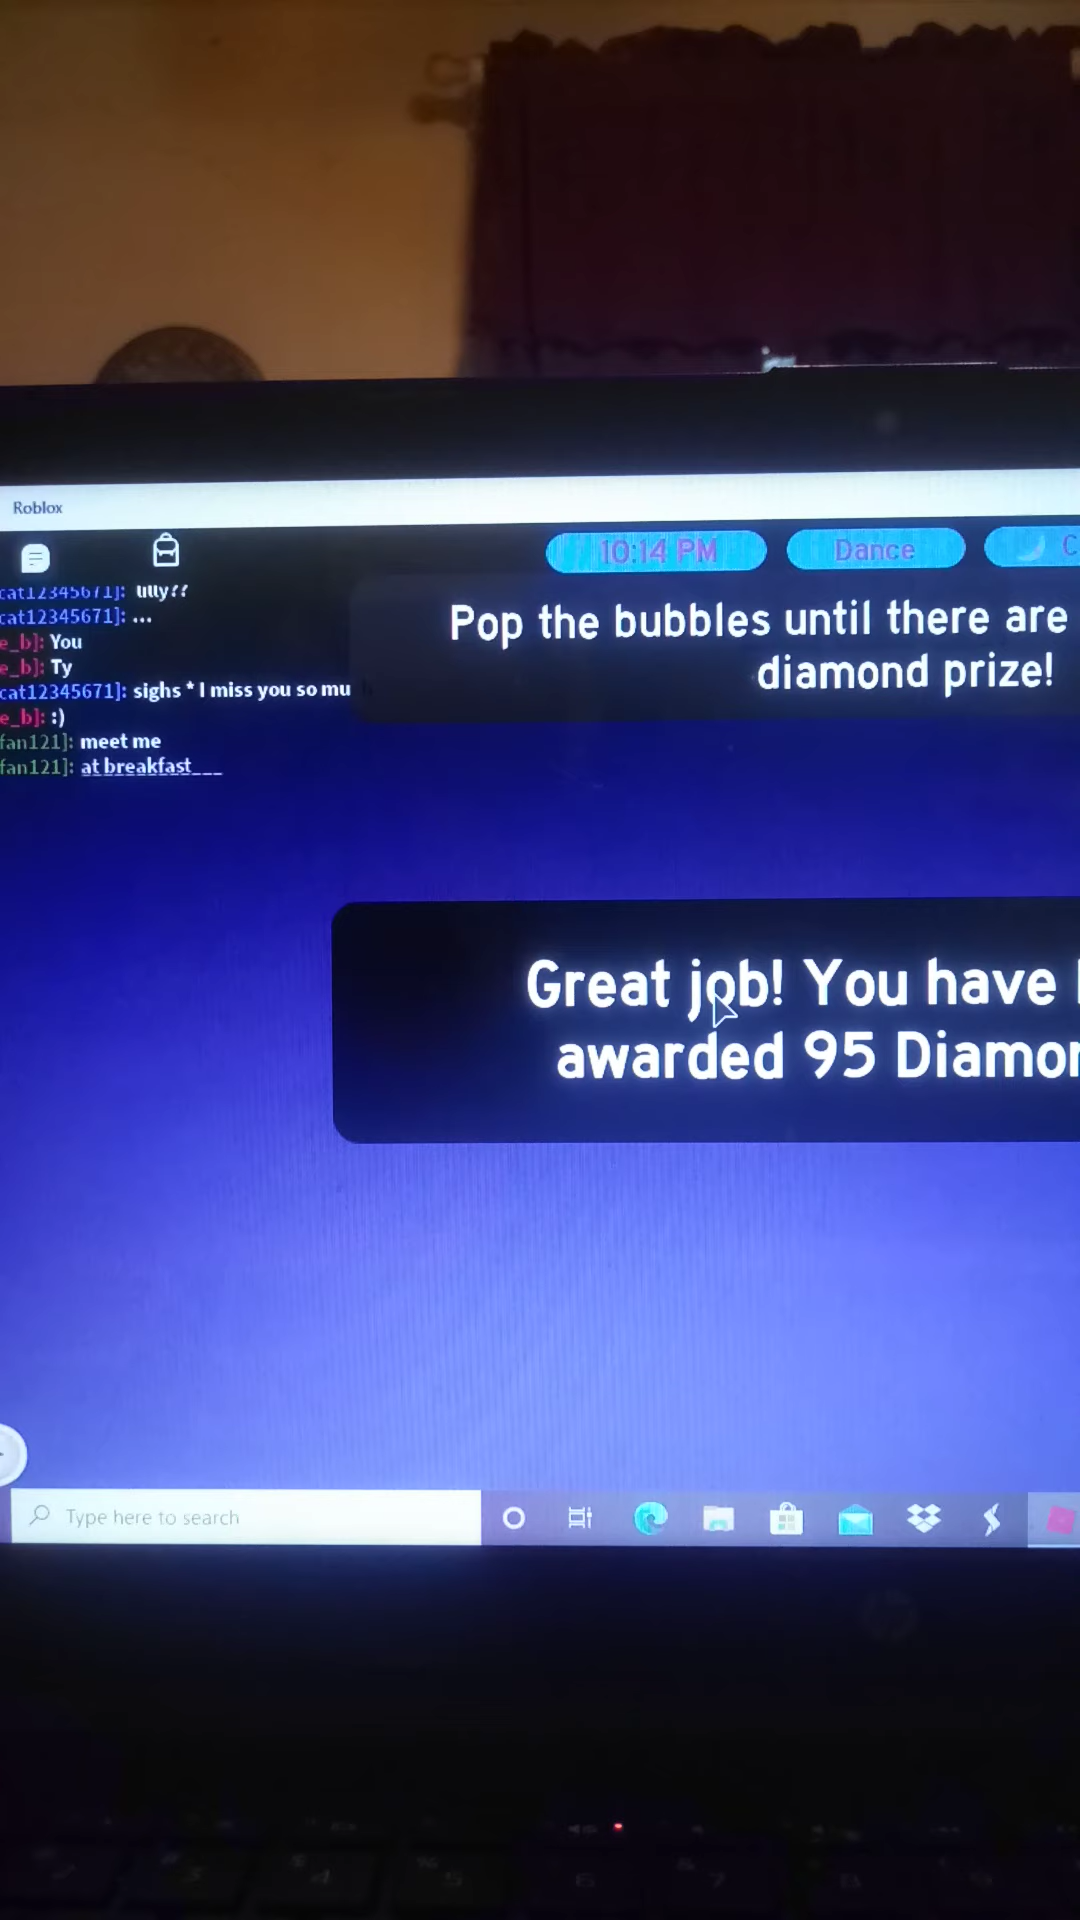 Roblox
10:14 PM
Dance
cat12345671]:
cat12345671]: ...
e_b]: You
e_b]: Ty
cat12345671]: sighs * I miss you so mu
e_b]: :)
fan121]: meet me
fan121]: at breakfast___
Pop the bubbles until there are
diamond prize!
Great job! You have
awarded 95 Diamon
Type here to search